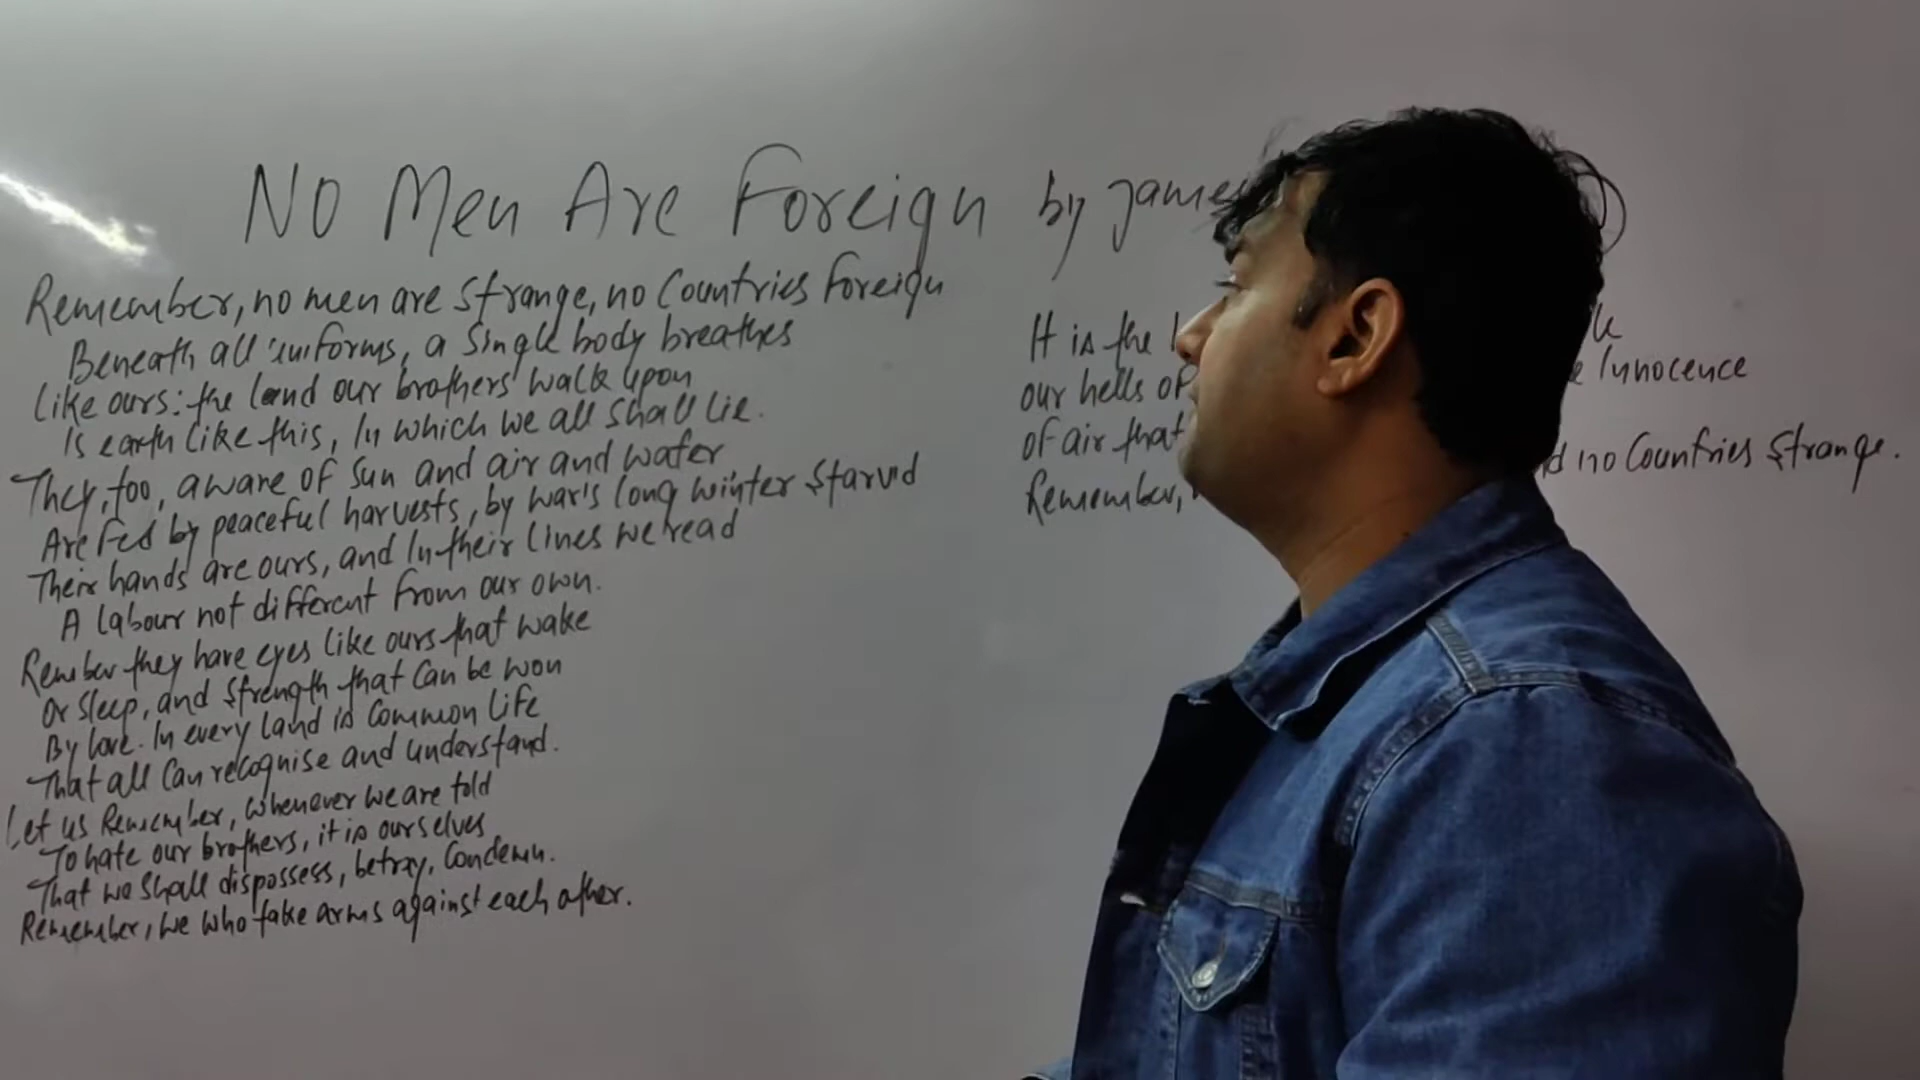 No Men Are Foreign by James
Remember, no men are strange, no Countries Foreign
Beneath all uniforms, a single body breathes
Like ours: the land our brothers' walk upon
Is earth like this, In which we all shall lie.
They, too, aware of sun and air and water
Are Fed by peaceful harvests, by war's long winter starv'd
Their hands are ours, and In their lines we read
A labour not different from our own.
Remember they have eyes like ours that wake
Or sleep, and strength that can be won
By love. In every land is common life
That all can recognise and understand.
Let us Remember, whenever we are told
To hate our brothers, it is ourselves
That we shall dispossess, betray, Condemn.
Remember, we who take arms against each other.
It is the
our hells of Innocence
of air that
Remember, no Countries strange.